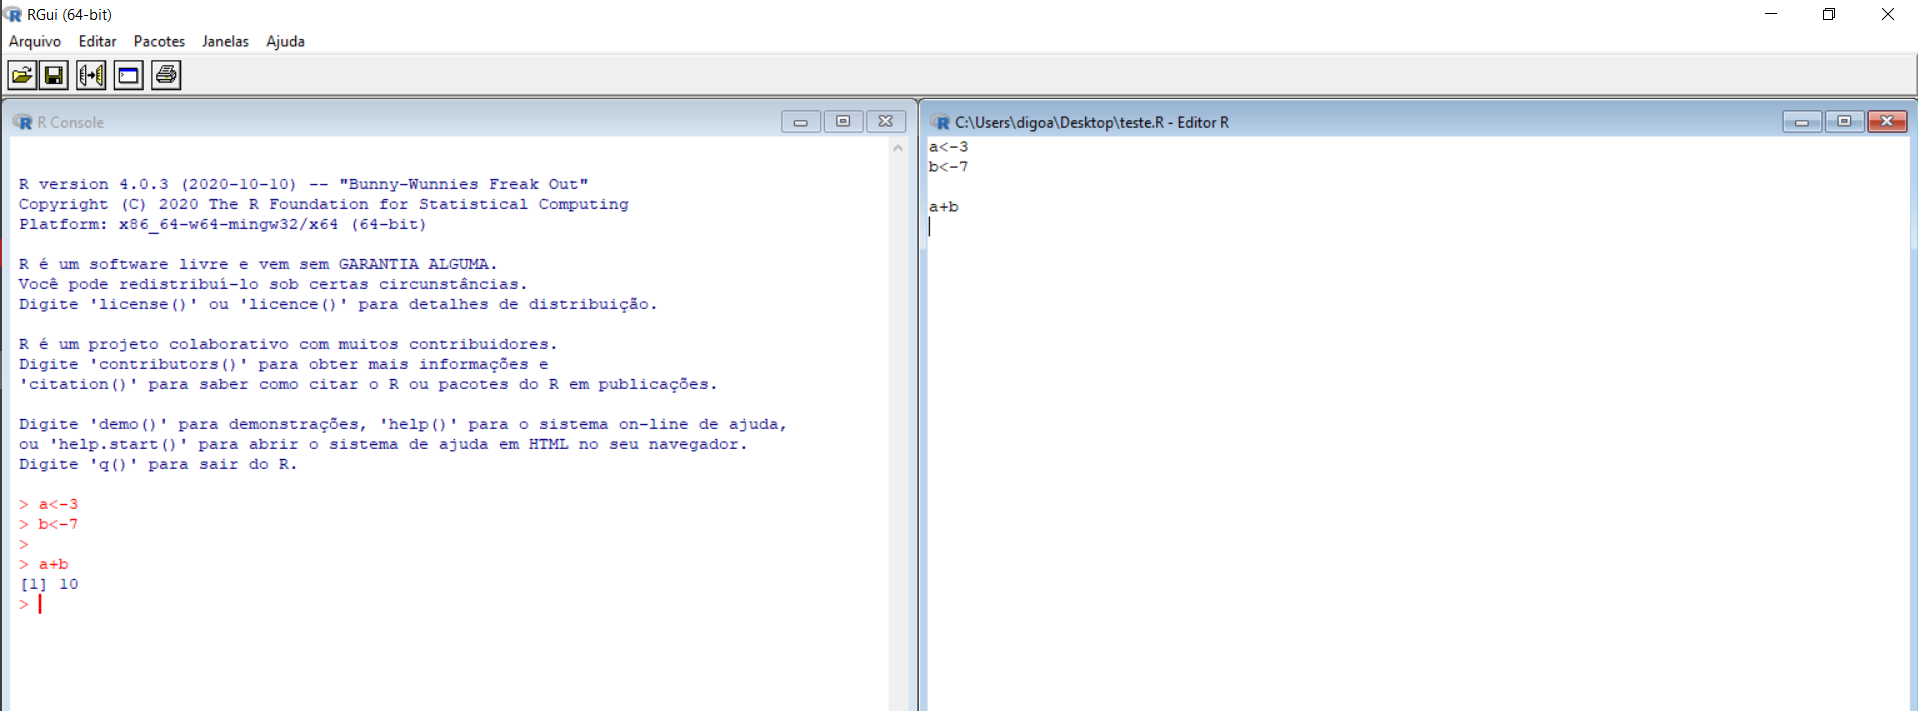 RGui (64-bit)
Arquivo Editar Pacotes Janelas Ajuda
R Console
R version 4.0.3 (2020-10-10) -- "Bunny-Wunnies Freak Out"
Copyright (C) 2020 The R Foundation for Statistical Computing
Platform: x86_64-w64-mingw32/x64 (64-bit)
R é um software livre e vem sem GARANTIA ALGUMA.
Você pode redistribuí-lo sob certas circunstâncias.
Digite 'license()' ou 'licence()' para detalhes de distribuição.
R é um projeto colaborativo com muitos contribuidores.
Digite 'contributors()' para obter mais informações e
'citation()' para saber como citar o R ou pacotes do R em publicações.
Digite 'demo()' para demonstrações, 'help()' para o sistema on-line de ajuda,
ou 'help.start()' para abrir o sistema de ajuda em HTML no seu navegador.
Digite 'q()' para sair do R.
> a<-3
> b<-7
>
> a+b
[1] 10
>
C:\Users\digoa\Desktop\teste.R - Editor R
a<-3
b<-7
a+b